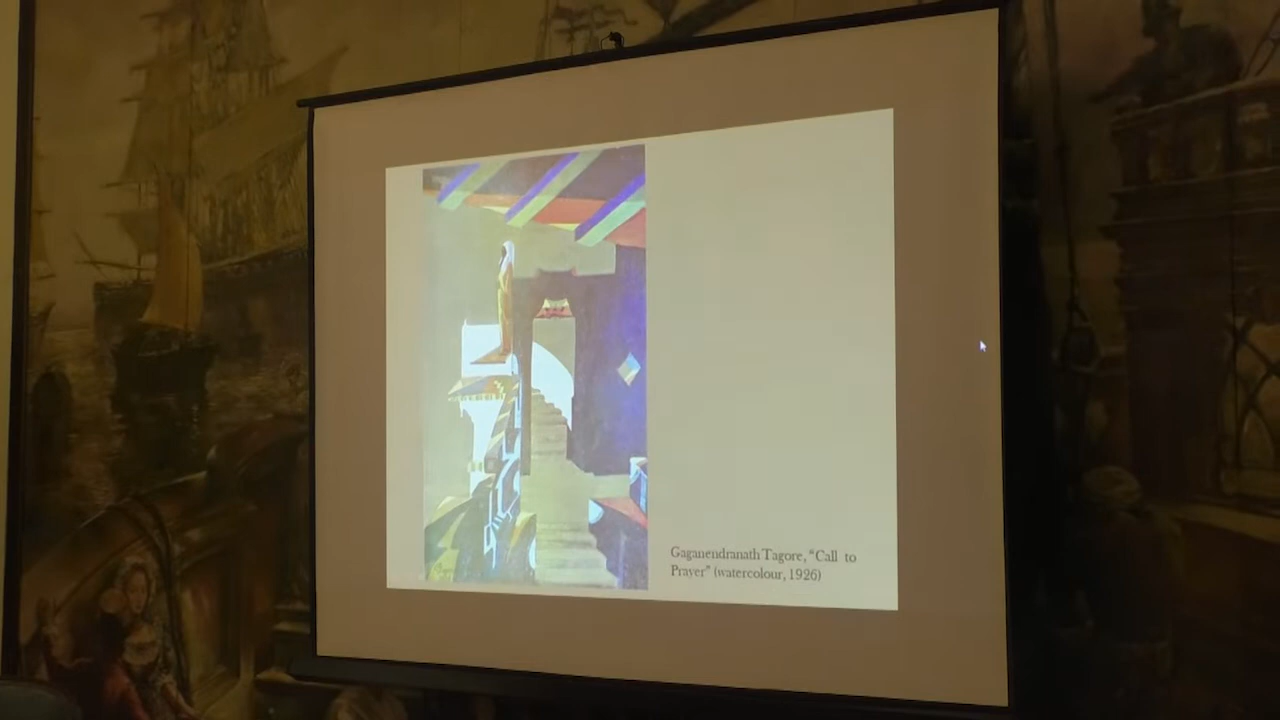 Gaganendranath Tagore, “Call to
Prayer” (watercolour, 1926)